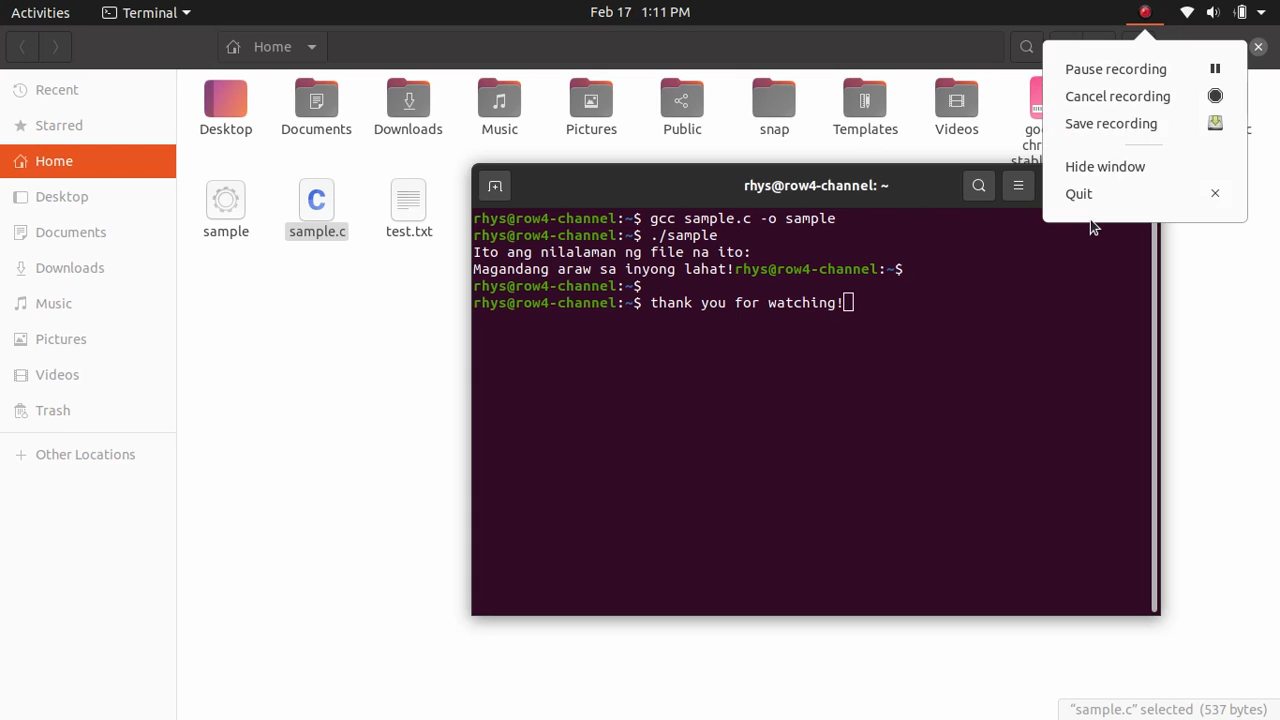 Activities
Terminal
Feb 17 1:11 PM
Home
Recent
Starred
Home
Desktop
Documents
Downloads
Music
Pictures
Videos
Trash
Other Locations
Desktop
Documents
Downloads
Music
Pictures
Public
snap
Templates
Videos
sample
sample.c
test.txt
rhys@row4-channel: ~
rhys@row4-channel:~$ gcc sample.c -o sample
rhys@row4-channel:~$ ./sample
Ito ang nilalaman ng file na ito:
Magandang araw sa inyong lahat!rhys@row4-channel:~$
rhys@row4-channel:~$
rhys@row4-channel:~$ thank you for watching!
Pause recording
Cancel recording
Save recording
Hide window
Quit
“sample.c” selected (537 bytes)